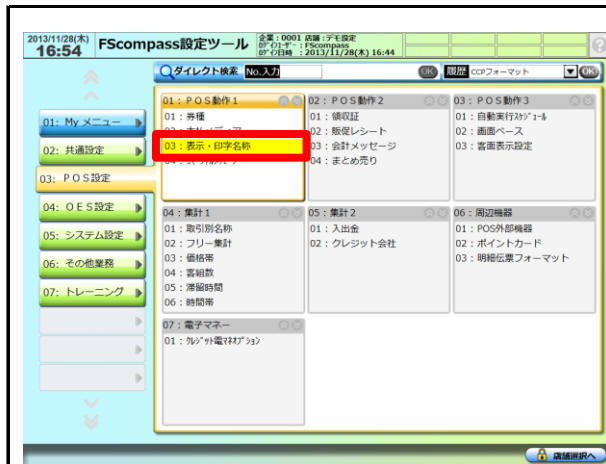 2013/11/28(木)
16:54
FScompass設定ツール
企業：0001 店舗：デモ設定
ﾛｸﾞｲﾝﾕｰｻﾞｰ：FScompass
ﾛｸﾞｲﾝ日時 ：2013/11/28(木) 16:44
ダイレクト検索 No.入力 OK 履歴 CCPフォーマット OK
01: My メニュー
02: 共通設定
03: POS設定
04: OES設定
05: システム設定
06: その他業務
07: トレーニング
01：POS動作1
01：券種
03：表示・印字名称
02：POS動作2
01：領収証
02：販促レシート
03：会計メッセージ
04：まとめ売り
03：POS動作3
01：自動実行ｽｹｼﾞｭｰﾙ
02：画面ベース
03：客面表示設定
04：集計1
01：取引別名称
02：フリー集計
03：価格帯
04：客組数
05：滞留時間
06：時間帯
05：集計2
01：入出金
02：クレジット会社
06：周辺機器
01：POS外部機器
02：ポイントカード
03：明細伝票フォーマット
07：電子マネー
01：ｸﾚｼﾞｯﾄ電ﾏﾈｵﾌﾟｼｮﾝ
店舗選択へ